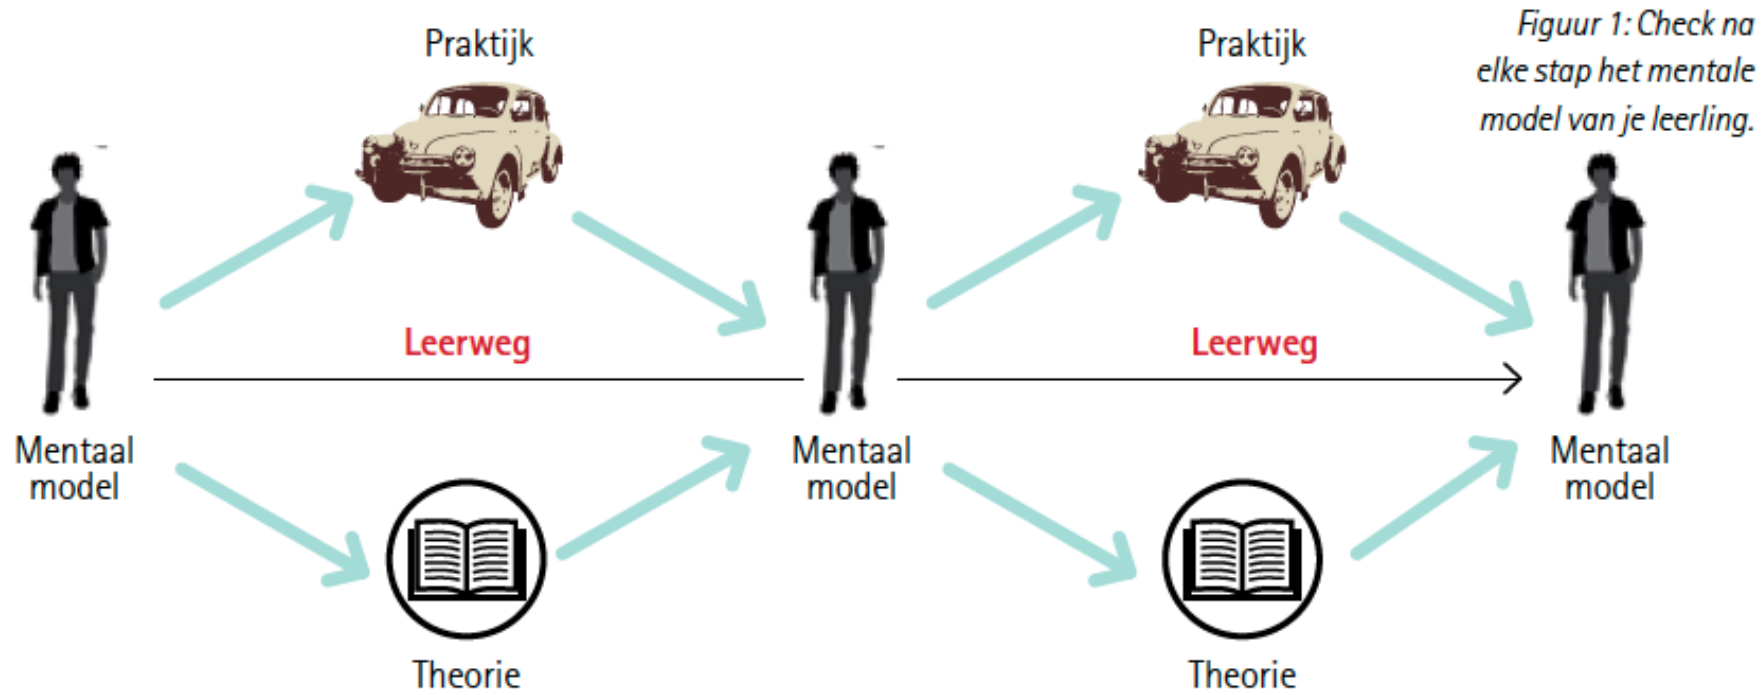 Praktijk
Praktijk
Figuur 1: Check na
elke stap het mentale
model van je leerling.
Leerweg
Leerweg
Mentaal
model
Mentaal
model
Mentaal
model
Theorie
Theorie